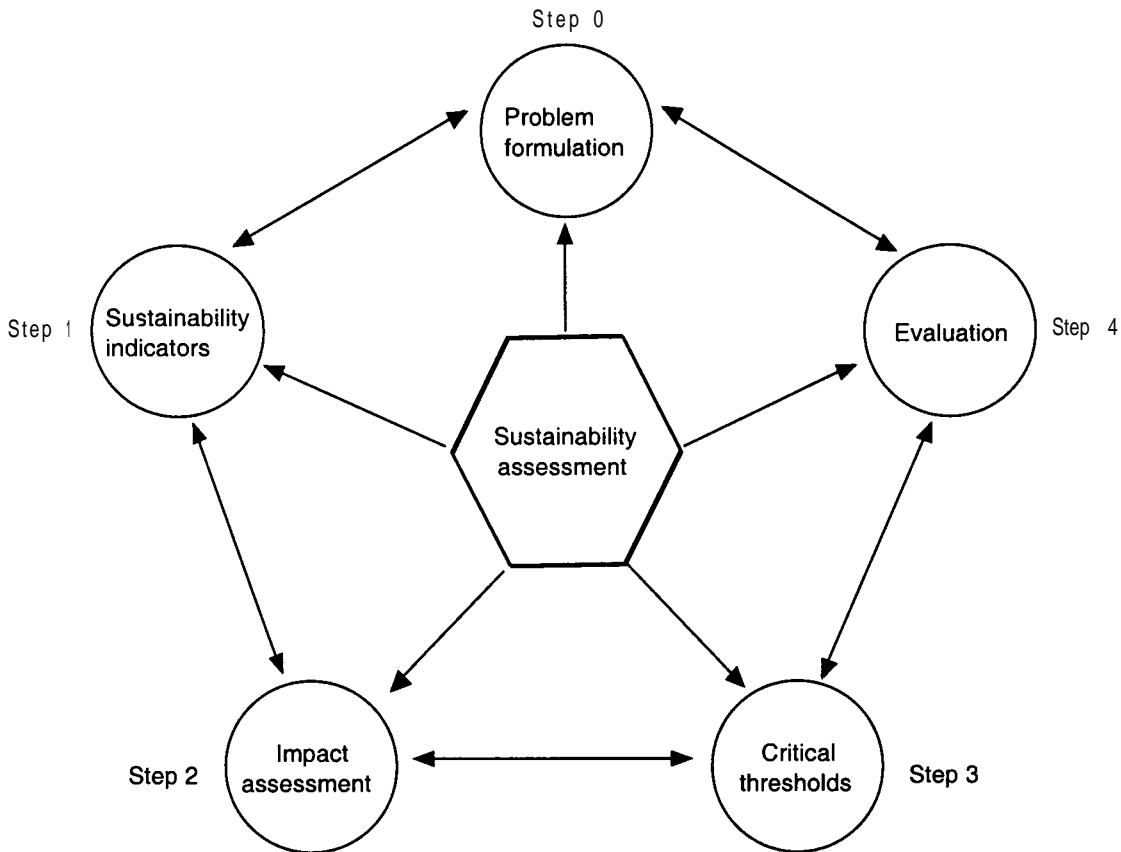 Step 0
Problem
formulation
Step 1
Sustainability
indicators
Evaluation
Step 4
Sustainability
assessment
Step 2
Impact
assessment
Critical
thresholds
Step 3